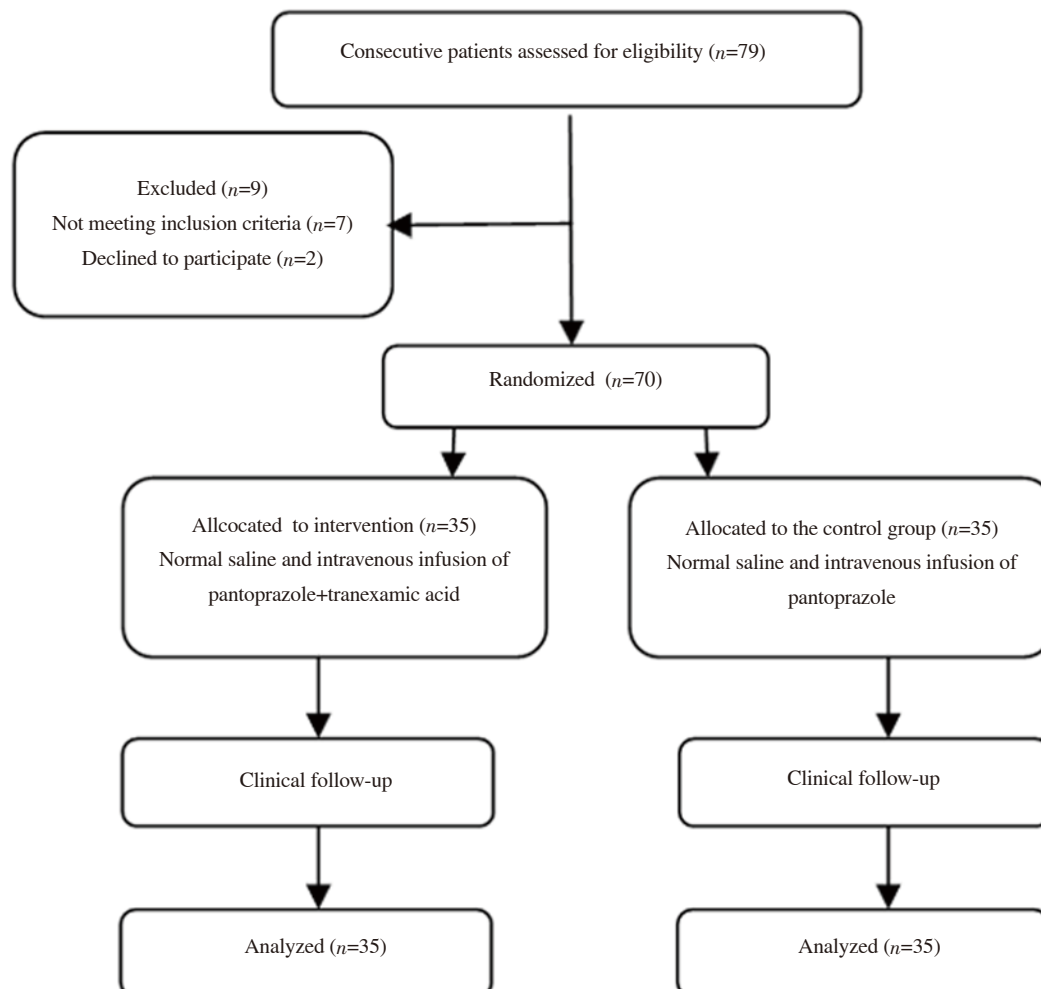 Consecutive patients assessed for eligibility (n=79)
Excluded (n=9)
Not meeting inclusion criteria (n=7)
Declined to participate (n=2)
Randomized (n=70)
Allcocated to intervention (n=35)
Normal saline and intravenous infusion of
pantoprazole+tranexamic acid
Allocated to the control group (n=35)
Normal saline and intravenous infusion of
pantoprazole
Clinical follow-up
Clinical follow-up
Analyzed (n=35)
Analyzed (n=35)